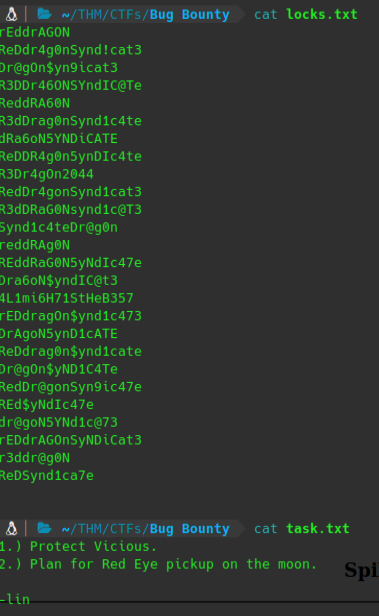 ~/THM/CTFs/Bug Bounty cat locks.txt
rEddrAGON
ReDdr4g0nSynd!cat3
Dr@gOn$yn9icat3
R3DDr46ONSYndIC@Te
ReddRA60N
R3dDrag0nSynd1c4te
dRa6oN5YNDiCATE
ReDDR4g0n5ynDIc4te
R3Dr4gOn2044
RedDr4gonSynd1cat3
R3dDRaG0Nsynd1c@T3
Synd1c4teDr@g0n
reddRAg0N
REddRaG0N5yNdIc47e
Dra6oN$yndIC@t3
4L1mi6H71StHeB357
rEDdragOn$ynd1c473
DrAgoN5ynD1cATE
ReDdrag0n$ynd1cate
Dr@gOn$yND1C4Te
RedDr@gonSyn9ic47e
REd$yNdIc47e
dr@goN5YNd1c@73
rEDdrAGOnSyNDiCat3
r3ddr@g0N
ReDSynd1ca7e
~/THM/CTFs/Bug Bounty cat task.txt
1.) Protect Vicious.
2.) Plan for Red Eye pickup on the moon.
Spi
-lin